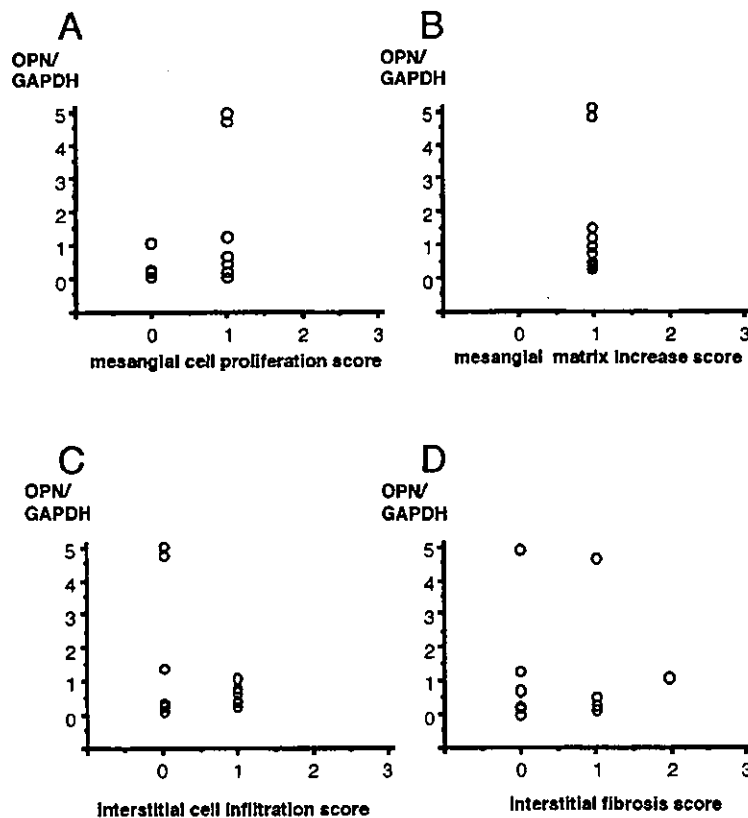 A
OPN/
GAPDH
5
4
3
2
1
0
0 1 2 3
mesangial cell proliferation score
B
OPN/
GAPDH
5
4
3
2
1
0
0 1 2 3
mesangial matrix increase score
C
OPN/
GAPDH
5
4
3
2
1
0
0 1 2 3
interstitial cell infiltration score
D
OPN/
GAPDH
5
4
3
2
1
0
0 1 2 3
interstitial fibrosis score